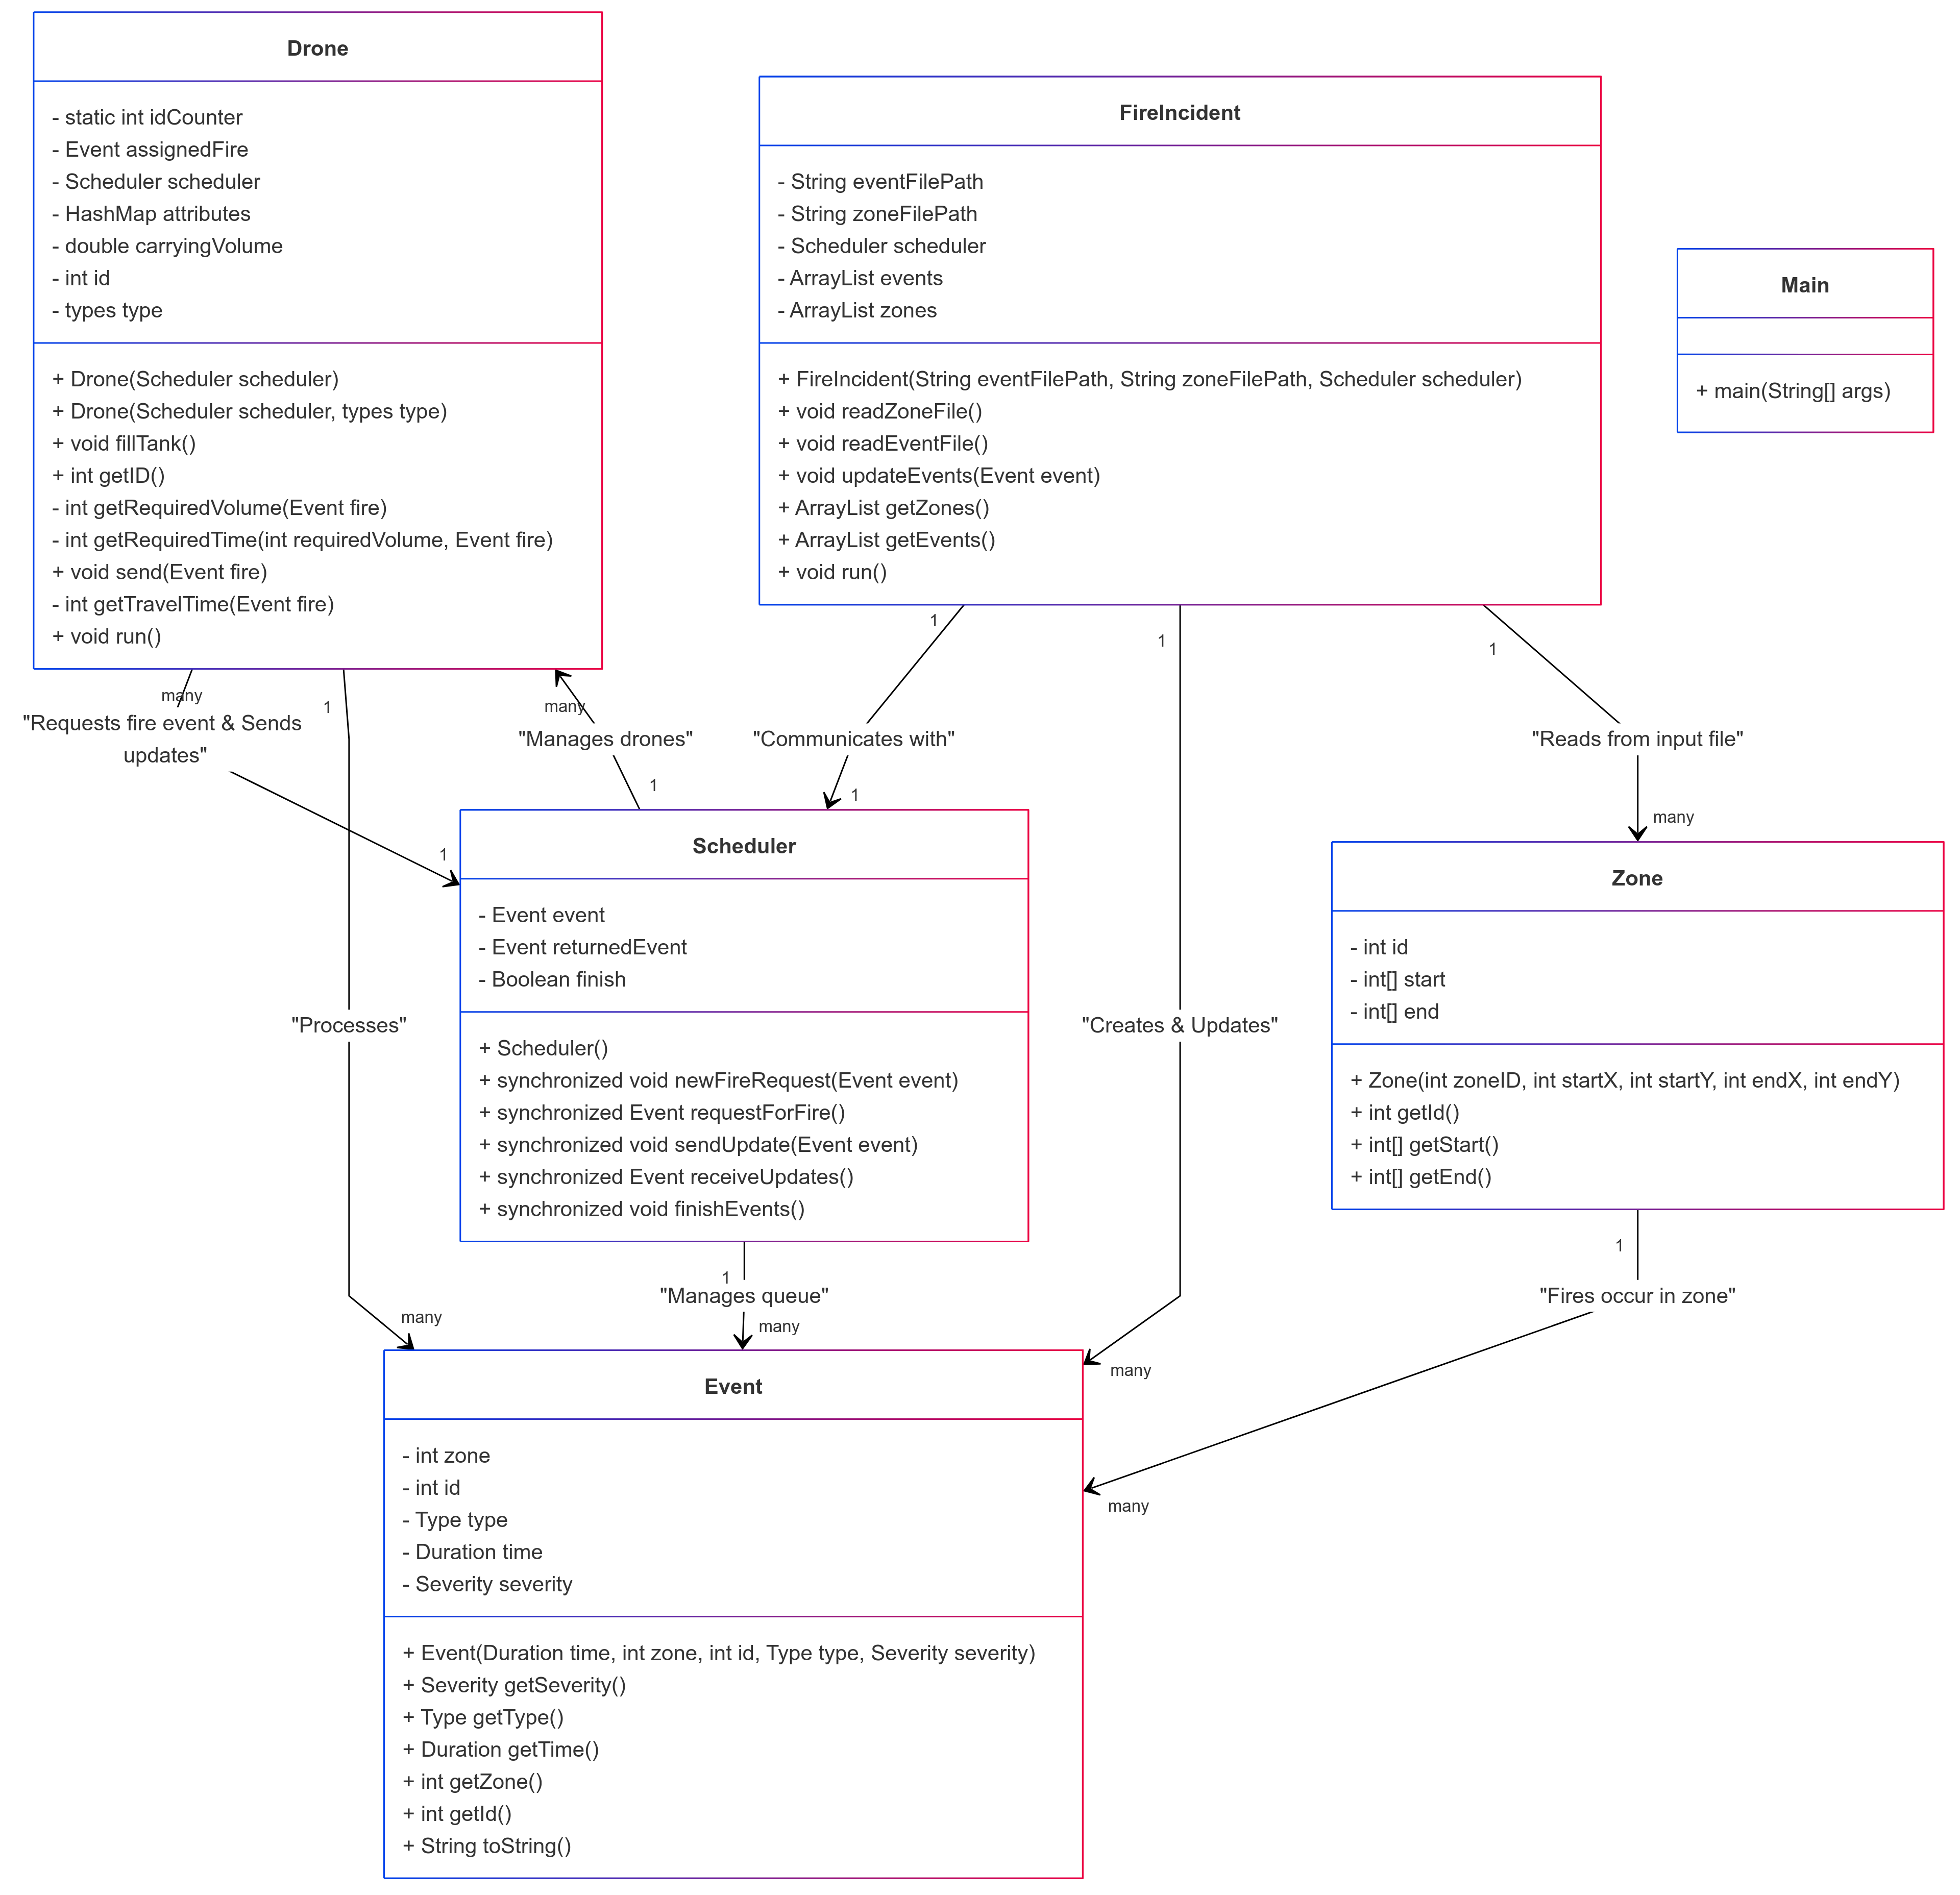 Drone
- static int idCounter
- Event assignedFire
- Scheduler scheduler
- HashMap attributes
- double carryingVolume
- int id
- types type
+ Drone(Scheduler scheduler)
+ Drone(Scheduler scheduler, types type)
+ void fillTank()
+ int getID()
- int getRequiredVolume(Event fire)
- int getRequiredTime(int requiredVolume, Event fire)
+ void send(Event fire)
- int getTravelTime(Event fire)
+ void run()
FireIncident
- String eventFilePath
- String zoneFilePath
- Scheduler scheduler
- ArrayList events
- ArrayList zones
+ FireIncident(String eventFilePath, String zoneFilePath, Scheduler scheduler)
+ void readZoneFile()
+ void readEventFile()
+ void updateEvents(Event event)
+ ArrayList getZones()
+ ArrayList getEvents()
+ void run()
Main
+ main(String[] args)
many
"Requests fire event & Sends
updates"
1
1
"Processes"
many
many
"Manages drones"
1
1
"Communicates with"
1
1
"Creates & Updates"
many
1
"Reads from input file"
many
Scheduler
- Event event
- Event returnedEvent
- Boolean finish
+ Scheduler()
+ synchronized void newFireRequest(Event event)
+ synchronized Event requestForFire()
+ synchronized void sendUpdate(Event event)
+ synchronized Event receiveUpdates()
+ synchronized void finishEvents()
Zone
- int id
- int[] start
- int[] end
+ Zone(int zoneID, int startX, int startY, int endX, int endY)
+ int getId()
+ int[] getStart()
+ int[] getEnd()
1
"Manages queue"
many
1
"Fires occur in zone"
many
Event
- int zone
- int id
- Type type
- Duration time
- Severity severity
+ Event(Duration time, int zone, int id, Type type, Severity severity)
+ Severity getSeverity()
+ Type getType()
+ Duration getTime()
+ int getZone()
+ int getId()
+ String toString()